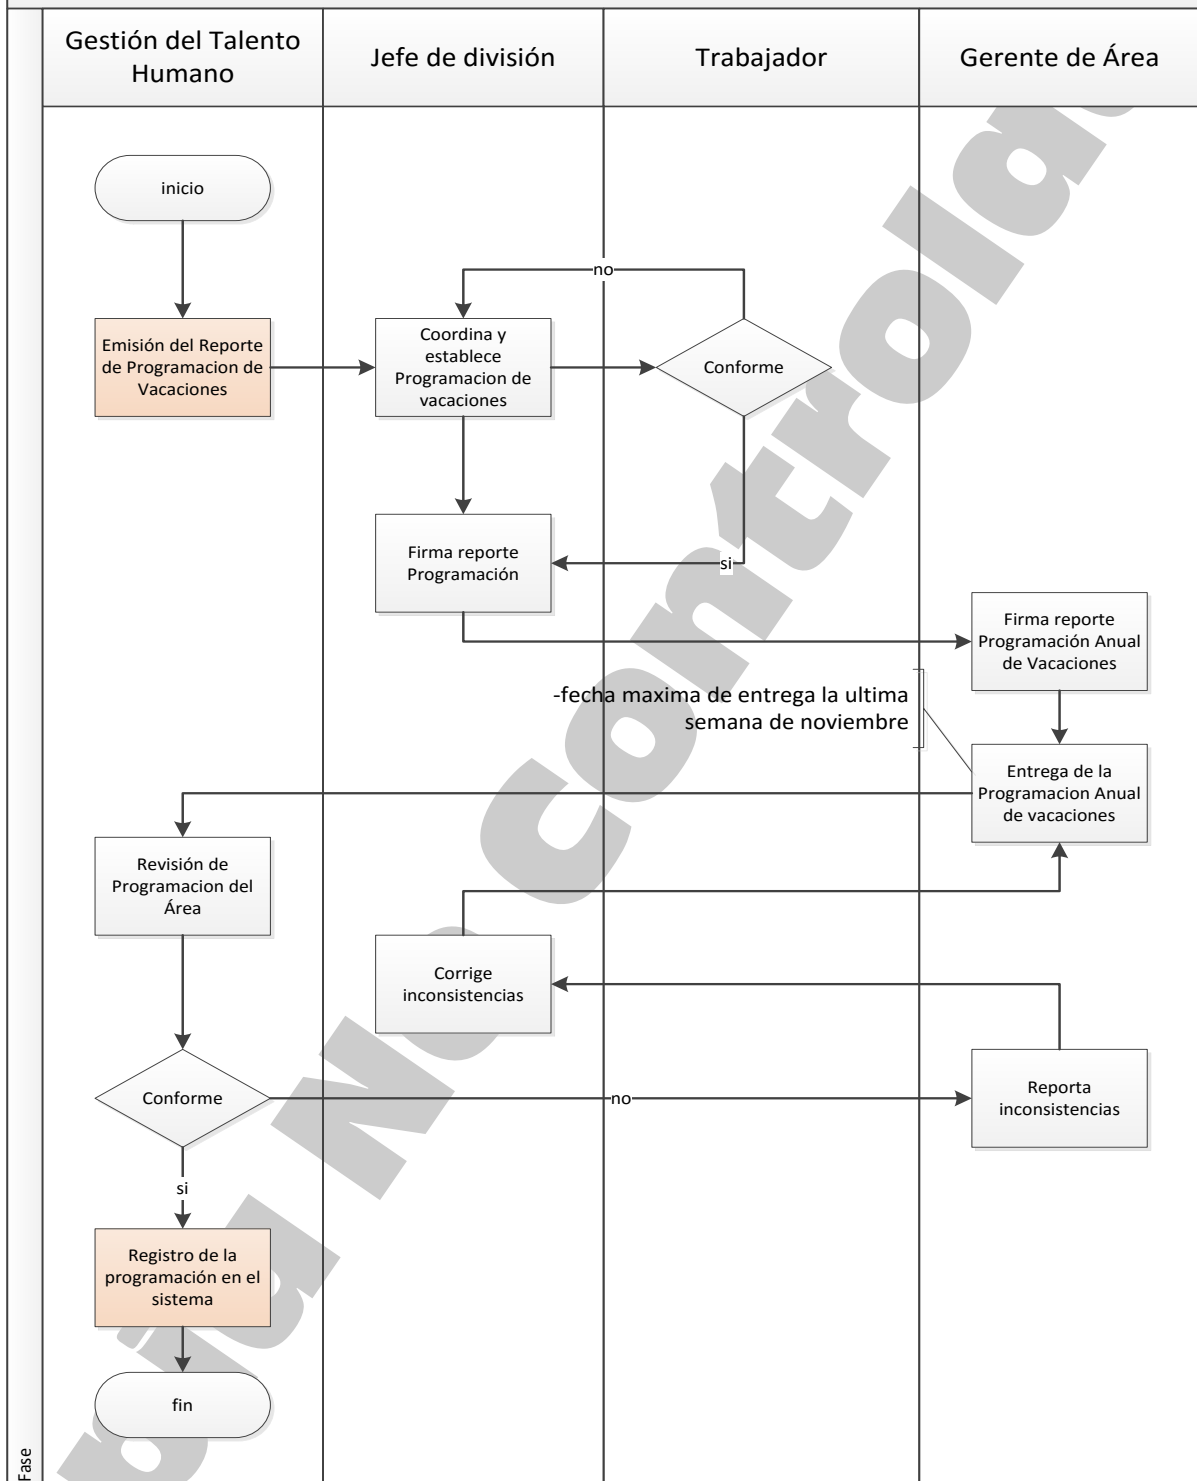 Gestión del Talento
Humano
Jefe de división
Trabajador
Gerente de Área
inicio
no
Emisión del Reporte
de Programacion de
Vacaciones
Coordina y
establece
Programacion de
vacaciones
Conforme
Firma reporte
Programación
si
Firma reporte
Programación Anual
de Vacaciones
-fecha maxima de entrega la ultima
semana de noviembre
Entrega de la
Programacion Anual
de vacaciones
Revisión de
Programacion del
Área
Corrige
inconsistencias
Conforme
no
Reporta
inconsistencias
si
Registro de la
programación en el
sistema
fin
Fase
No controlada